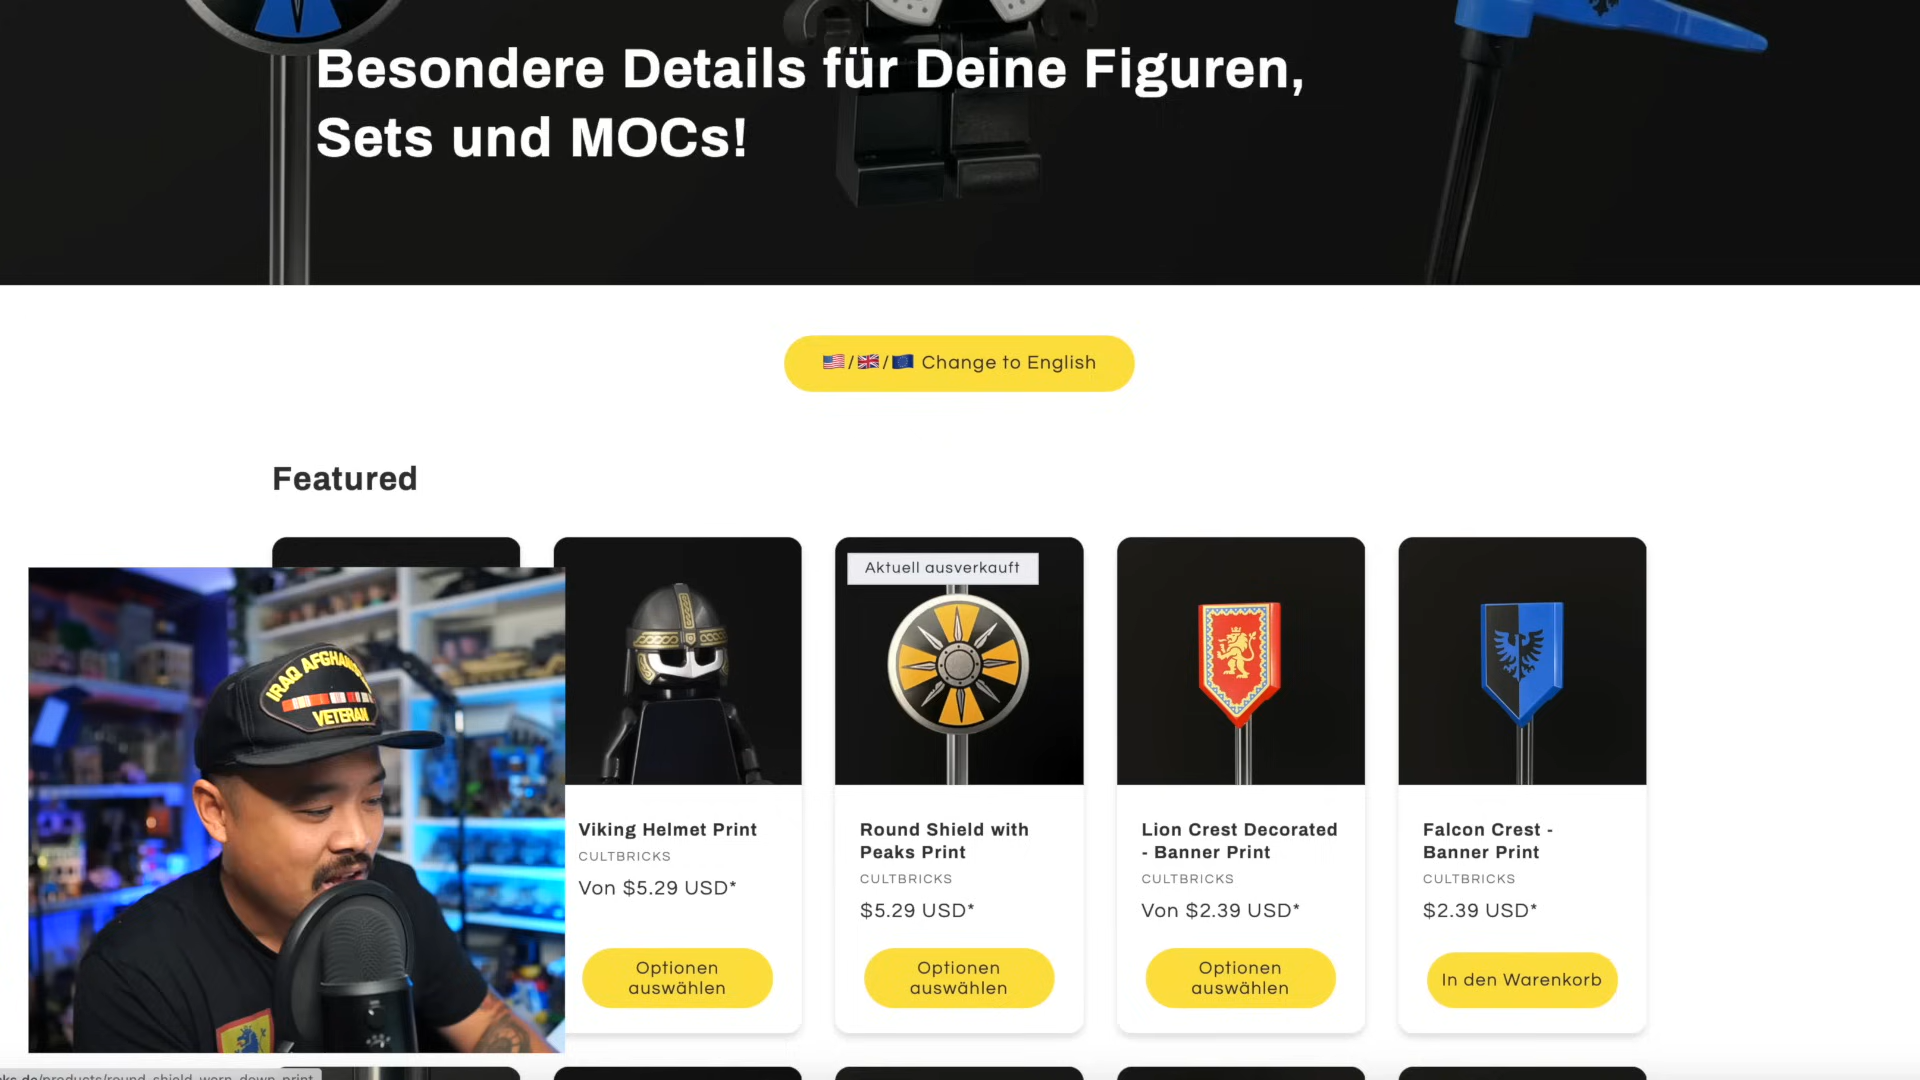 Besondere Details für Deine Figuren,
Sets und MOCs!
🇺🇸/🇬🇧/🇪🇺 Change to English
Featured
Aktuell ausverkauft
IRAQ AFGHANIS
VETERAN
Viking Helmet Print
CULTBRICKS
Von $5.29 USD*
Optionen
auswählen
Round Shield with
Peaks Print
CULTBRICKS
$5.29 USD*
Optionen
auswählen
Lion Crest Decorated
- Banner Print
CULTBRICKS
Von $2.39 USD*
Optionen
auswählen
Falcon Crest -
Banner Print
CULTBRICKS
$2.39 USD*
In den Warenkorb